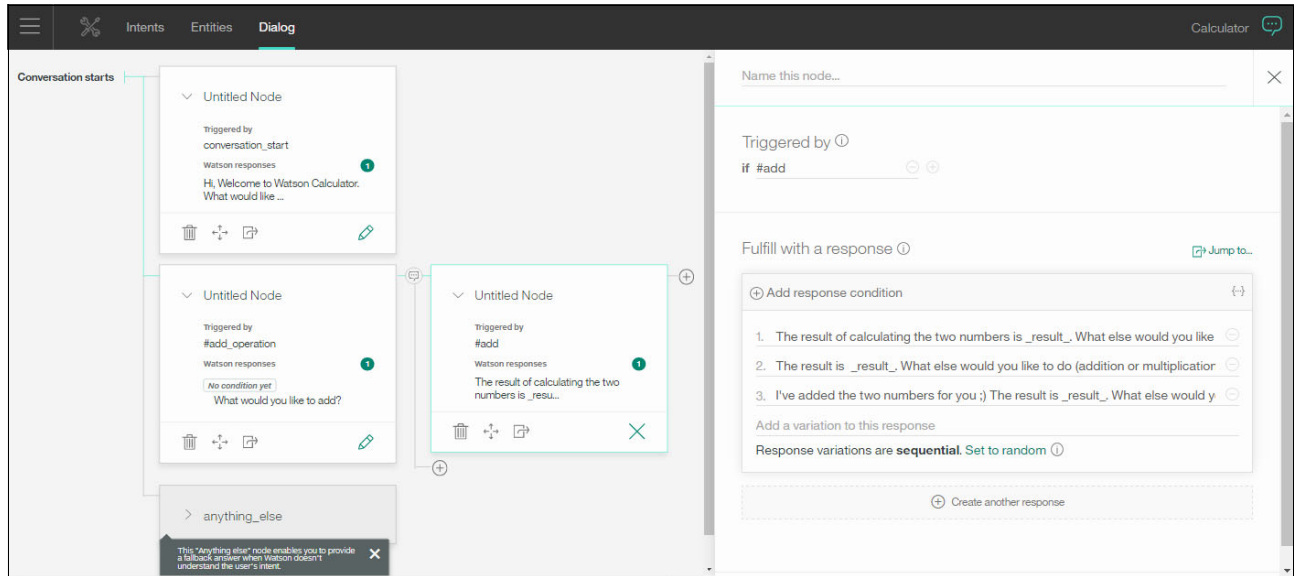 Intents Entities Dialog Calculator
Conversation starts
Untitled Node
Triggered by
conversation_start
Watson responses 1
Hi, Welcome to Watson Calculator.
What would like ...
Untitled Node
Triggered by
#add_operation
Watson responses 1
No condition yet
What would you like to add?
Untitled Node
Triggered by
#add
Watson responses 1
The result of calculating the two
numbers is _resu...
anything_else
This "Anything else" node enables you to provide
a fallback answer when Watson doesn"t
understand the user's intent.
Name this node...
Triggered by
if #add
Fulfill with a response Jump to...
Add response condition
1. The result of calculating the two numbers is _result_. What else would you like
2. The result is _result_. What else would you like to do (addition or multiplication
3. I've added the two numbers for you ;) The result is _result_. What else would y
Add a variation to this response
Response variations are sequential. Set to random
Create another response